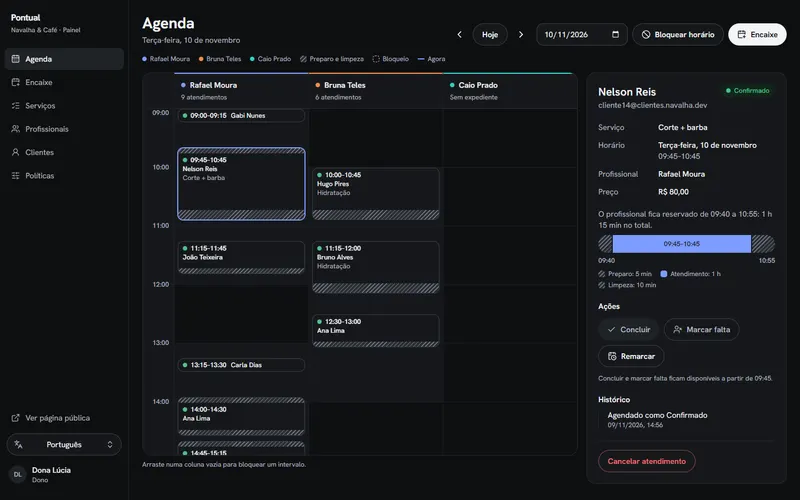 Pontual
Navalha & Café · Painel
Agenda
Encaixe
Serviços
Profissionais
Clientes
Políticas
Ver página pública
Português
DL
Dona Lúcia
Dono
Agenda
Terça-feira, 10 de novembro
Hoje
10/11/2026
Bloquear horário
Encaixe
Rafael Moura
Bruna Teles
Caio Prado
Preparo e limpeza
Bloqueio
Agora
Rafael Moura
9 atendimentos
Bruna Teles
6 atendimentos
Caio Prado
Sem expediente
09:00
10:00
11:00
12:00
13:00
14:00
09:00–09:15 Gabi Nunes
09:45–10:45
Nelson Reis
Corte + barba
11:15–11:45
João Teixeira
13:15–13:30 Carla Dias
14:00–14:30
Ana Lima
14:45–15:15
10:00–10:45
Hugo Pires
Hidratação
11:15–12:00
Bruno Alves
Hidratação
12:30–13:00
Ana Lima
Arraste numa coluna vazia para bloquear um intervalo.
Nelson Reis
Confirmado
cliente14@clientes.navalha.dev
Serviço
Corte + barba
Horário
Terça-feira, 10 de novembro
09:45–10:45
Profissional
Rafael Moura
Preço
R$ 80,00
O profissional fica reservado de 09:40 a 10:55: 1 h
15 min no total.
09:45–10:45
09:40
10:55
Preparo: 5 min
Atendimento: 1 h
Limpeza: 10 min
Ações
Concluir
Marcar falta
Remarcar
Concluir e marcar falta ficam disponíveis a partir de 09:45.
Histórico
Agendado como Confirmado
09/11/2026, 14:56
Cancelar atendimento